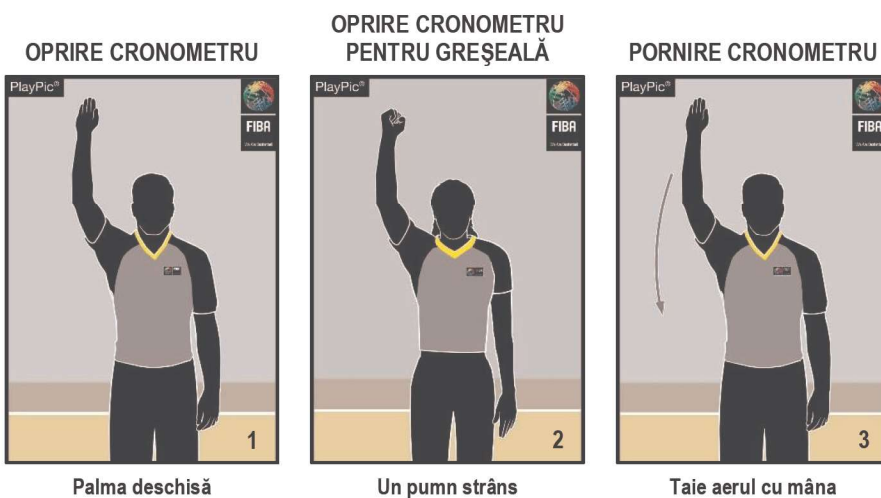 OPRIRE CRONOMETRU
OPRIRE CRONOMETRU
PENTRU GREŞEALĂ
PORNIRE CRONOMETRU
PlayPic®
FIBA
PlayPic®
FIBA
PlayPic®
FIBA
1
2
3
Palma deschisă
Un pumn strâns
Taie aerul cu mâna